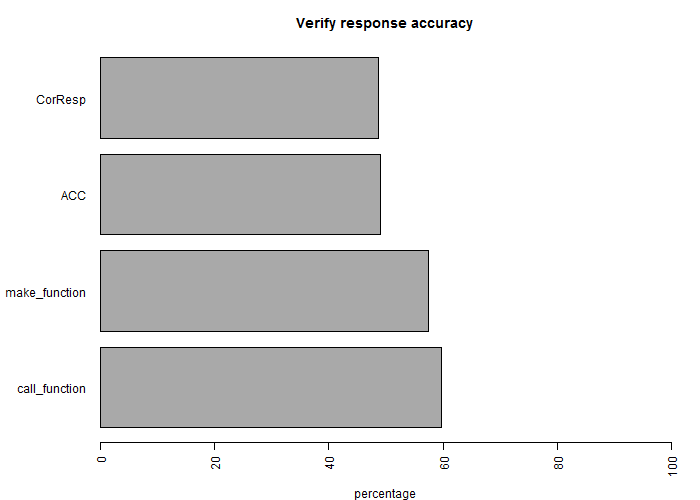 Verify response accuracy
CorResp
ACC
make_function
call_function
0 20 40 60 80 100
percentage